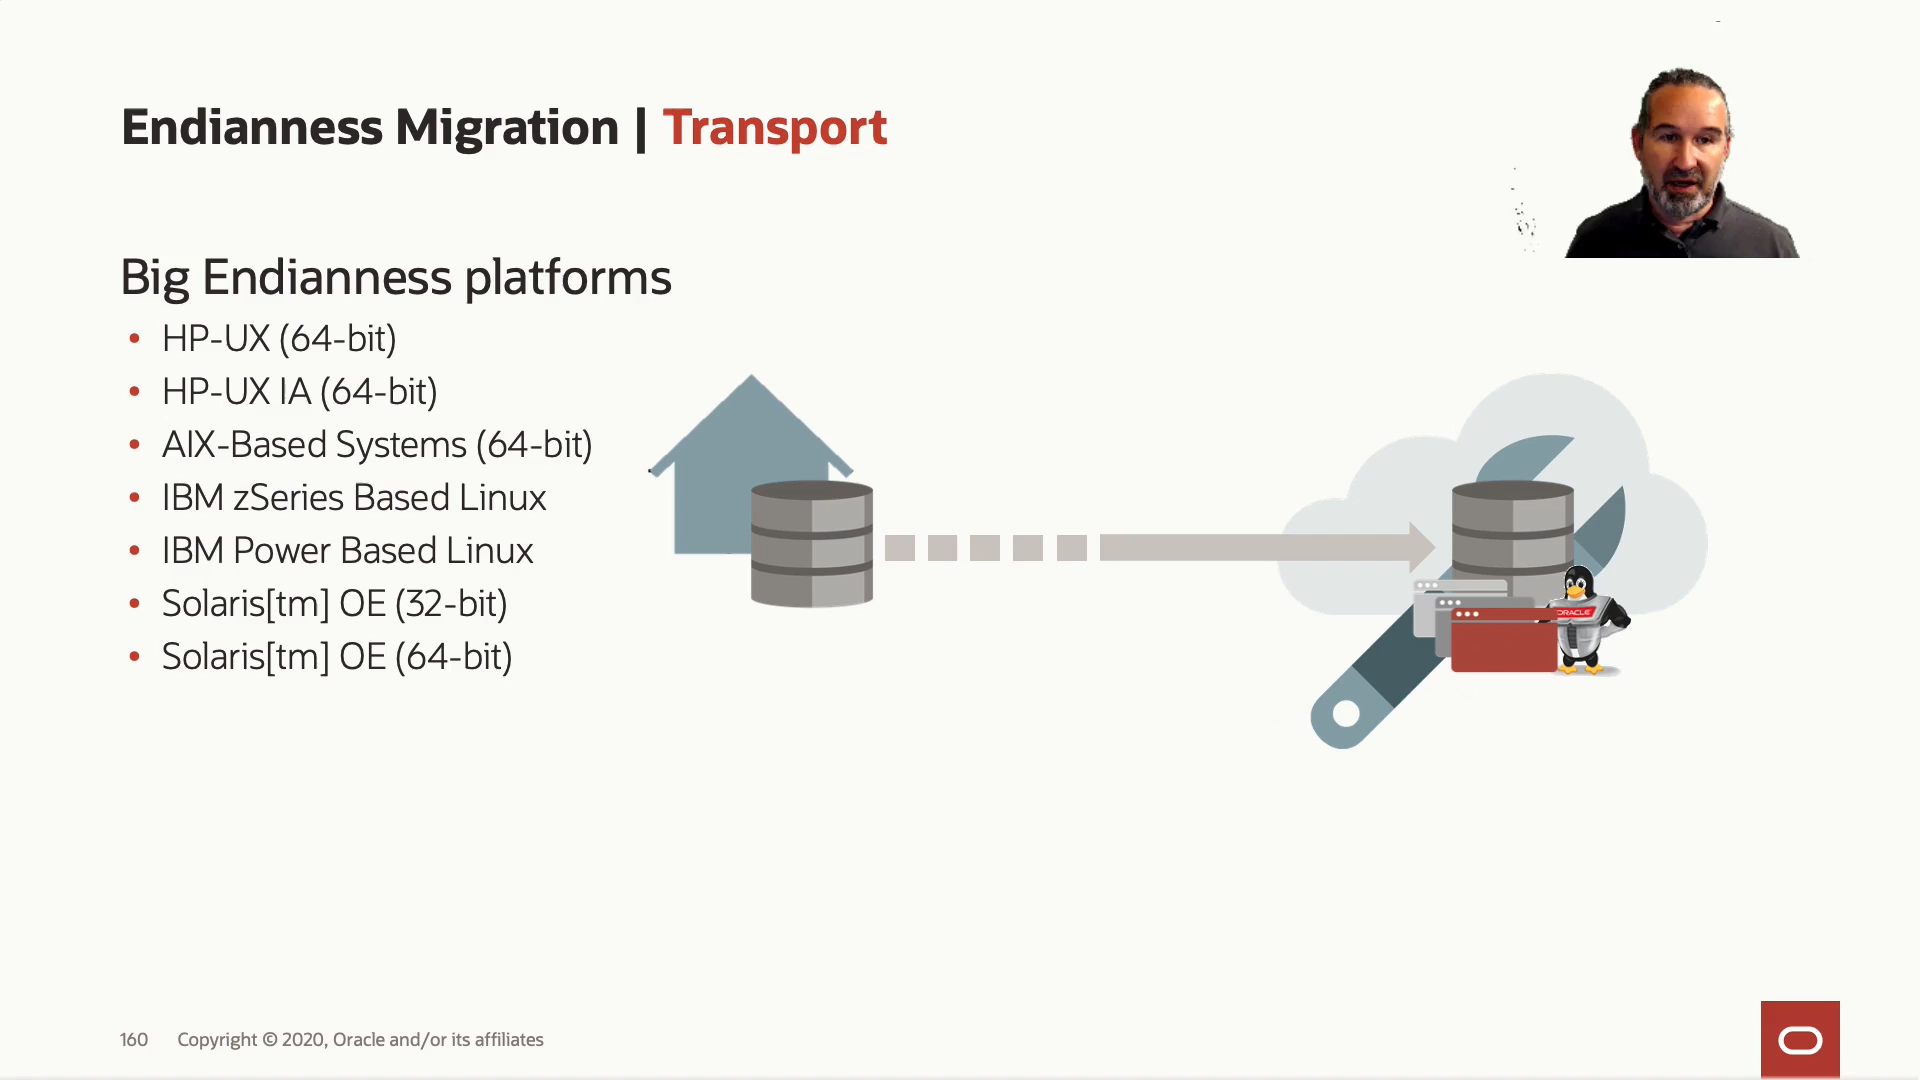 Endianness Migration | Transport
Big Endianness platforms
• HP-UX (64-bit)
• HP-UX IA (64-bit)
• AIX-Based Systems (64-bit)
• IBM zSeries Based Linux
• IBM Power Based Linux
• Solaris[tm] OE (32-bit)
• Solaris[tm] OE (64-bit)
ORACLE
160 Copyright © 2020, Oracle and/or its affiliates